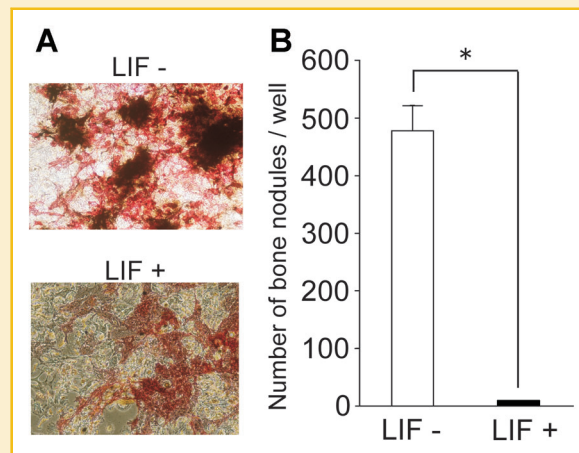 A
LIF -
LIF +
B
Number of bone nodules / well
600
500
400
300
200
100
0
*
LIF -
LIF +